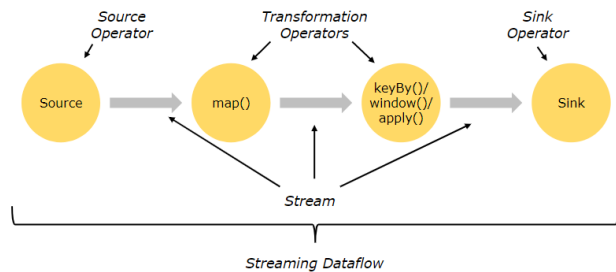 Source
Operator
Transformation
Operators
Sink
Operator
Source
map()
keyBy()/
window()/
apply()
Sink
Stream
Streaming Dataflow